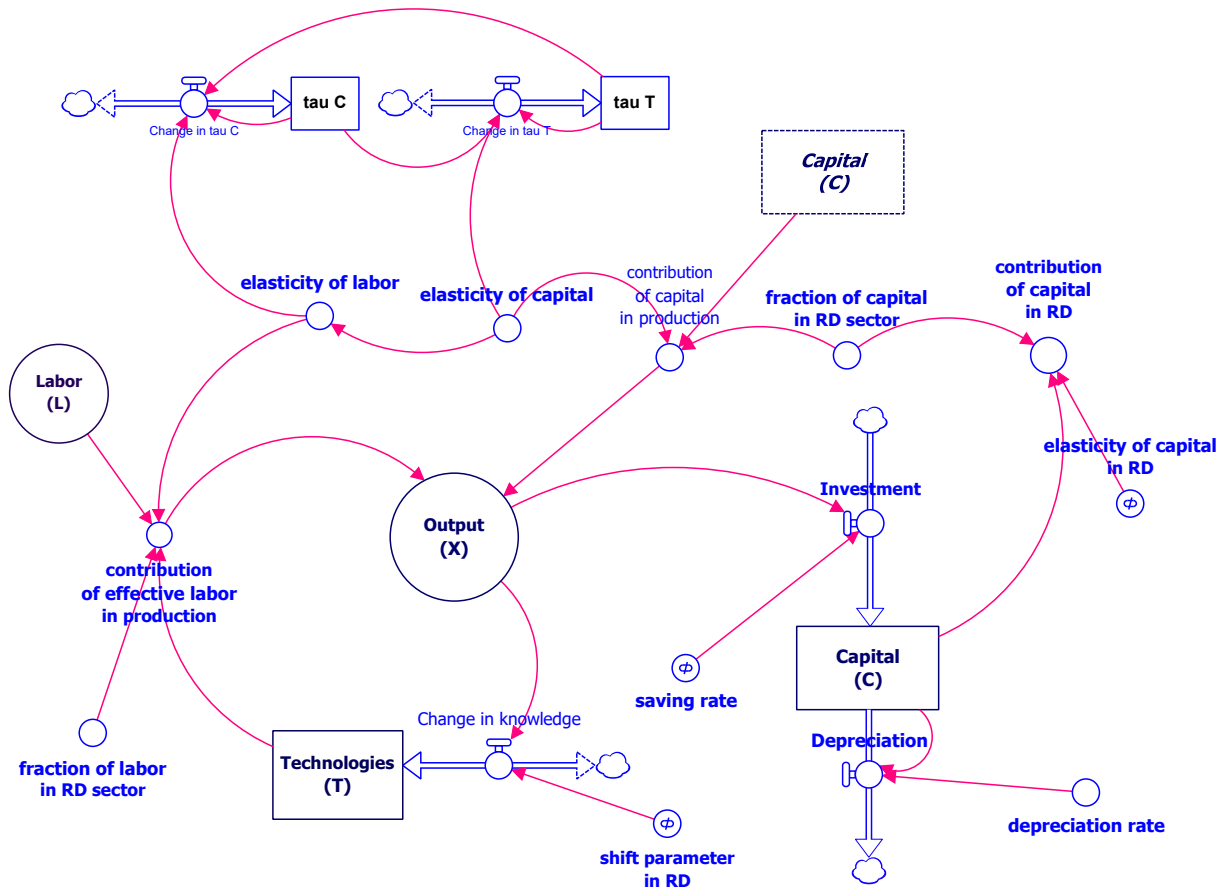 tau C
tau T
Change in tau C
Change in tau T
Capital
(C)
elasticity of labor
elasticity of capital
contribution
of capital
in production
fraction of capital
in RD sector
contribution
of capital
in RD
Labor
(L)
elasticity of capital
in RD
Investment
Output
(X)
contribution
of effective labor
in production
Capital
(C)
saving rate
Change in knowledge
Depreciation
fraction of labor
in RD sector
Technologies
(T)
depreciation rate
shift parameter
in RD